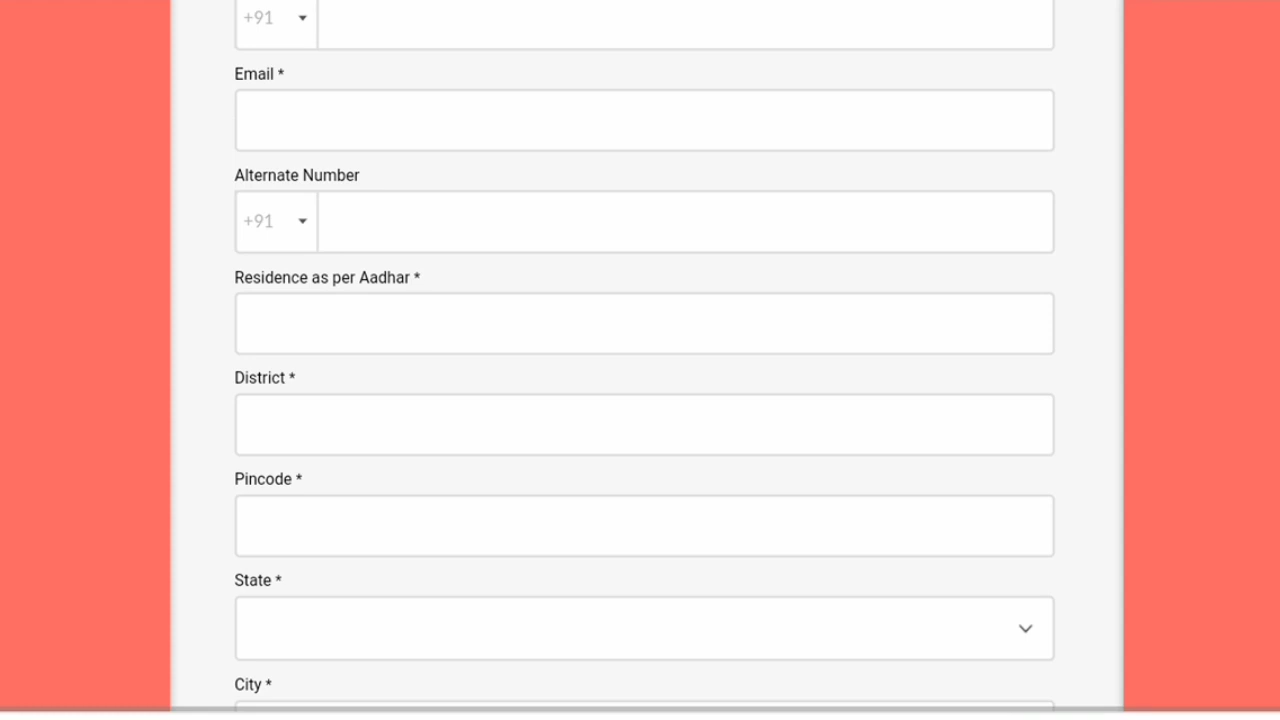 +91
Email *
Alternate Number
+91
Residence as per Aadhar *
District *
Pincode *
State *
City *